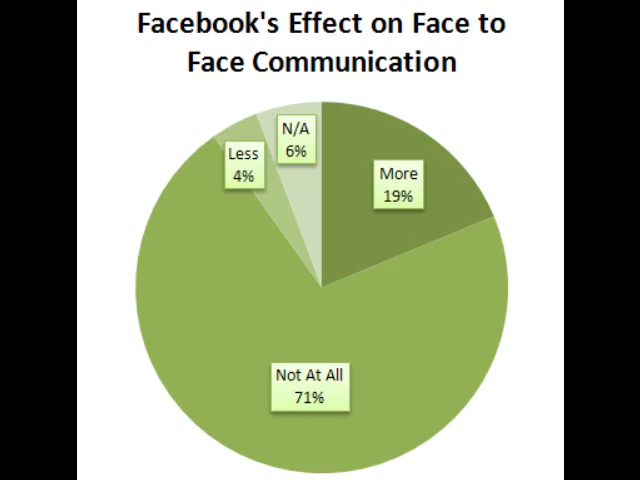 Facebook's Effect on Face to
Face Communication
N/A
6%
Less
4%
More
19%
Not At All
71%